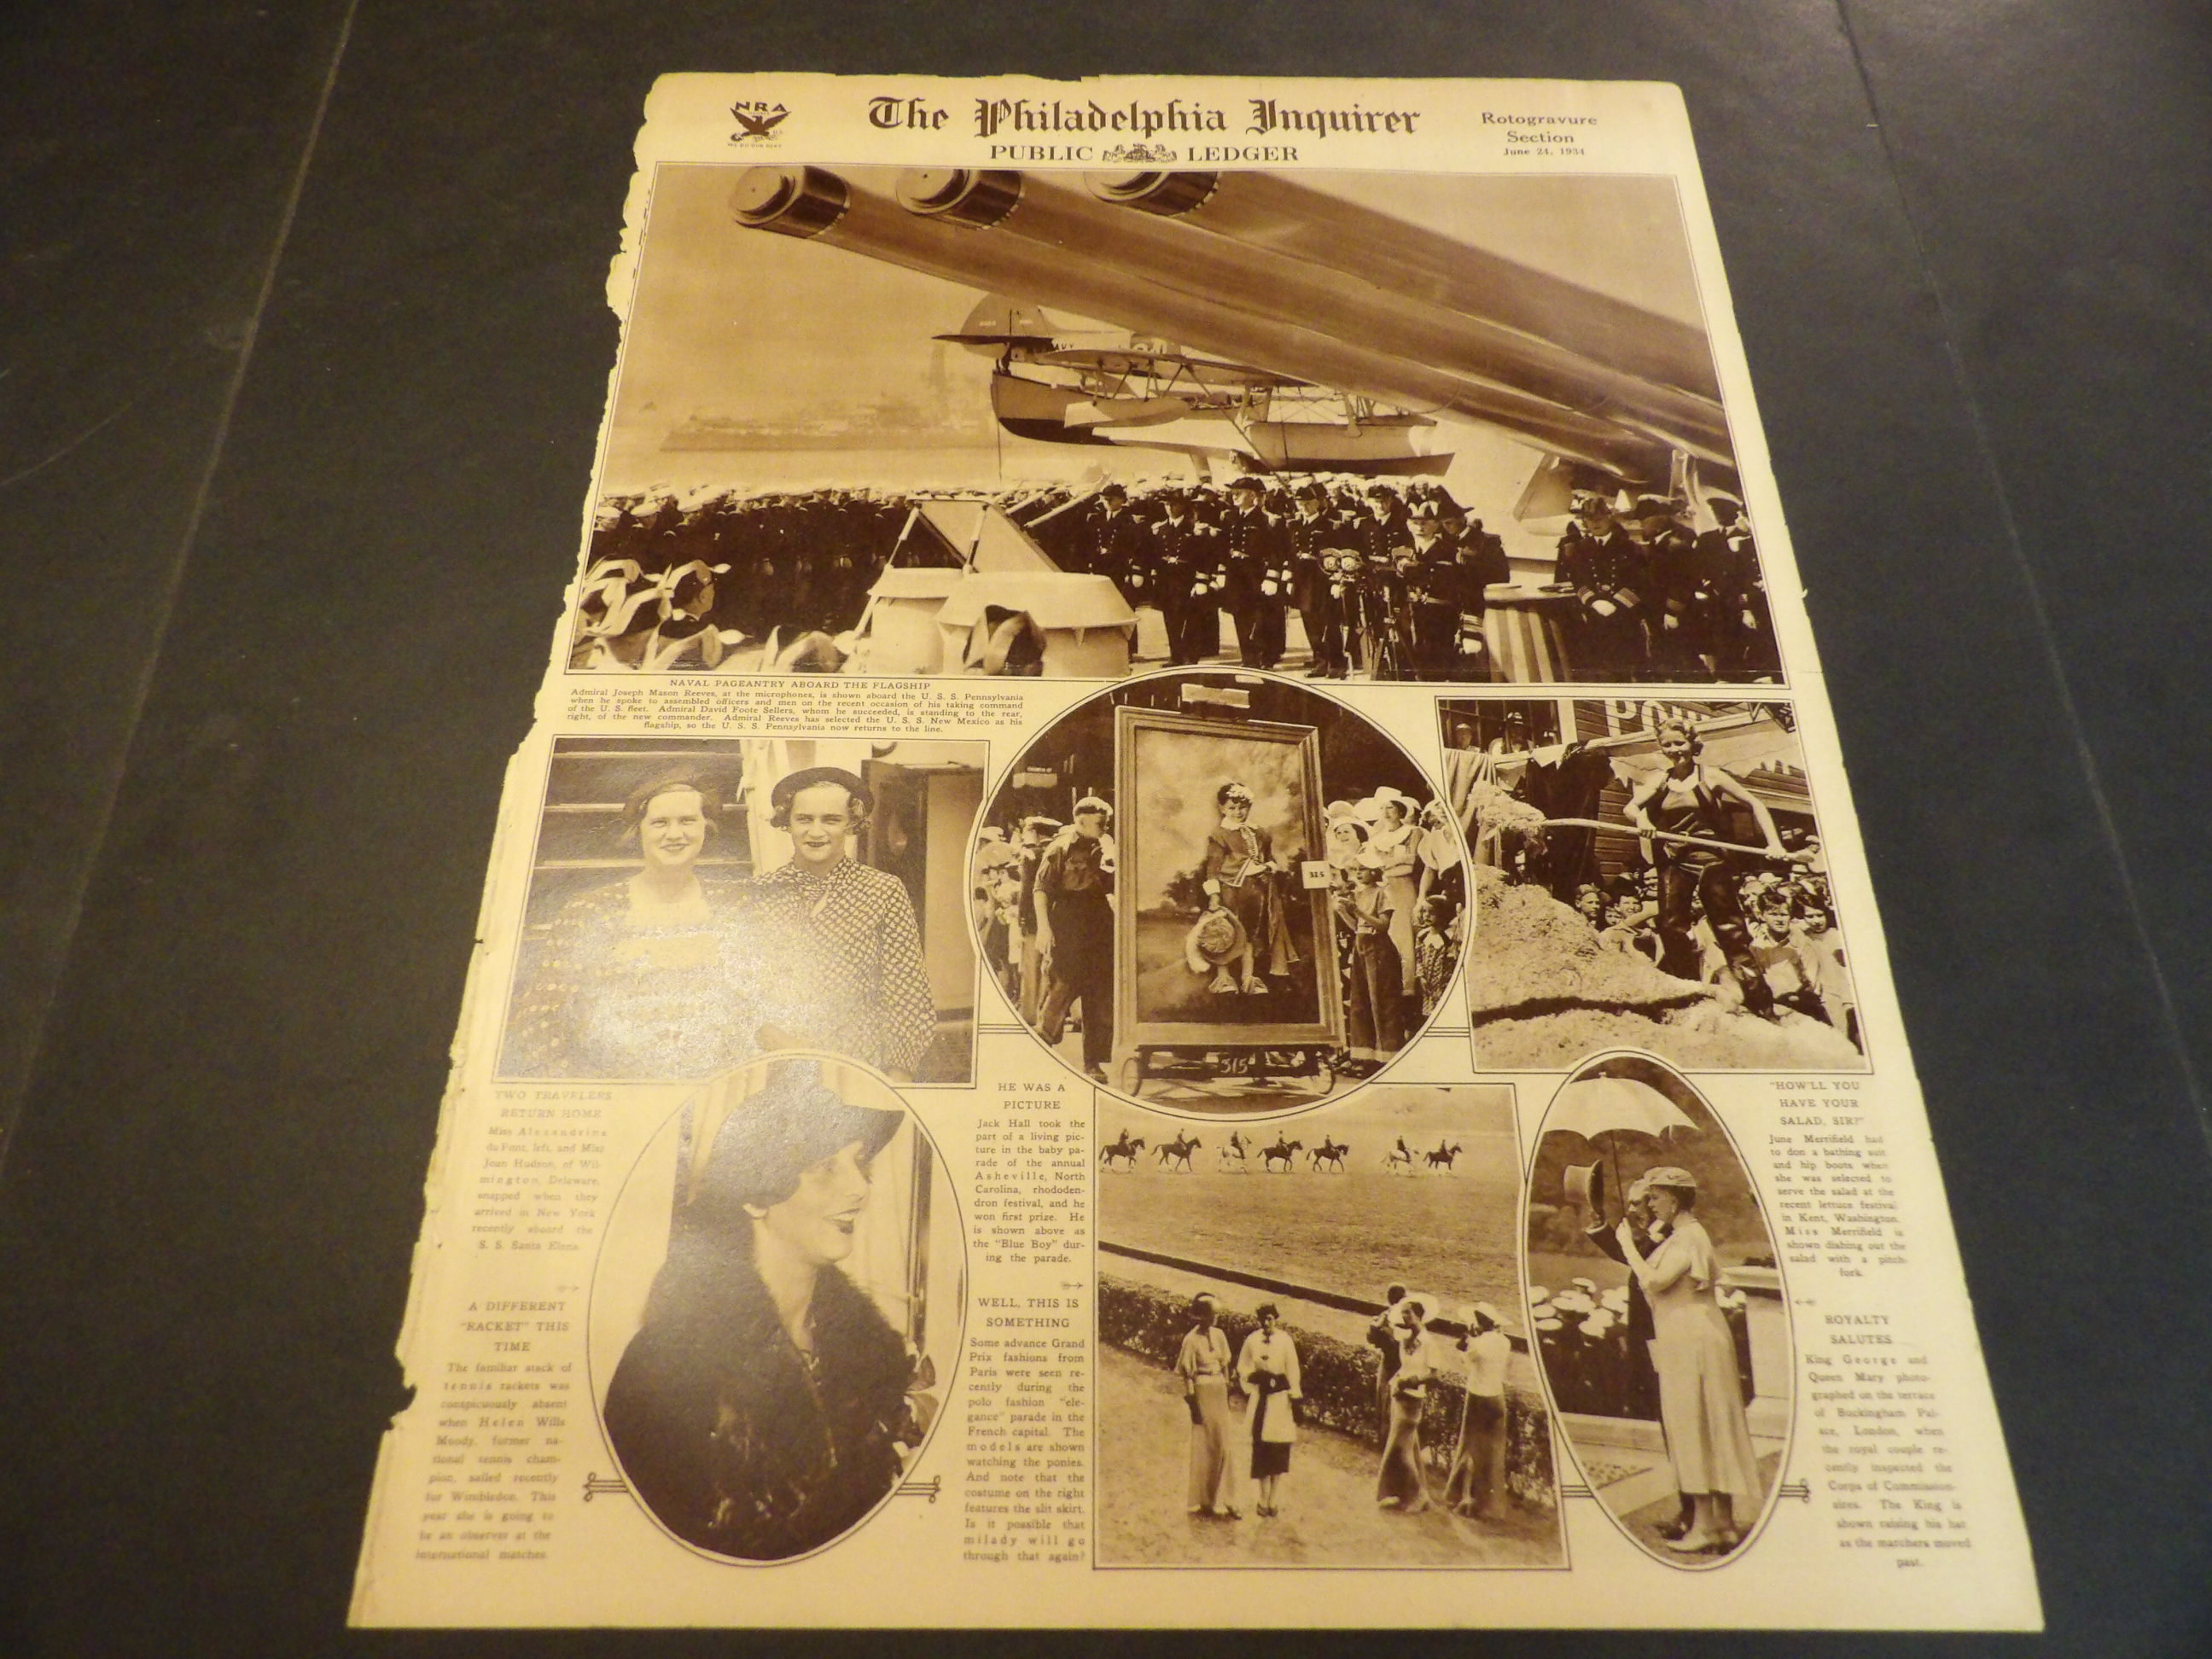 NRA
WE DO OUR PART
The Philadelphia Inquirer
PUBLIC LEDGER
Rotogravure
Section
June 24, 1934
NAVY
NAVAL PAGEANTRY ABOARD THE FLAGSHIP
Admiral Joseph Mason Reeves, at the microphones, is shown aboard the U. S. S. Pennsylvania
when he spoke to assembled officers and men on the recent occasion of his taking command
of the U. S. fleet. Admiral David Foote Sellers, whom he succeeded, is standing to the rear,
right, of the new commander. Admiral Reeves has selected the U. S. S. New Mexico as his
flagship, so the U. S. S. Pennsylvania now returns to the line.
315
315
TWO TRAVELERS
RETURN HOME
Miss Alexandrine
du Pont, left, and Miss
Joan Hudson, of Wil-
mington, Delaware,
snapped when they
arrived in New York
recently aboard the
S. S. Santa Elena.
A DIFFERENT
"RACKET" THIS
TIME
The familiar stack of
tennis rackets was
conspicuously absent
when Helen Wills
Moody, former na-
tional tennis cham-
pion, sailed recently
for Wimbledon. This
year she is going to
be an observer at the
international matches.
HE WAS A
PICTURE
Jack Hall took the
part of a living pic-
ture in the baby pa-
rade of the annual
Asheville, North
Carolina, rhododen-
dron festival, and he
won first prize. He
is shown above as
the "Blue Boy" dur-
ing the parade.
WELL, THIS IS
SOMETHING
Some advance Grand
Prix fashions from
Paris were seen re-
cently during the
polo fashion "ele-
gance" parade in the
French capital. The
models are shown
watching the ponies.
And note that the
costume on the right
features the slit skirt.
Is it possible that
milady will go
through that again?
"HOW'LL YOU
HAVE YOUR
SALAD, SIR?"
June Merrifield had
to don a bathing suit
and hip boots when
she was selected to
serve the salad at the
recent lettuce festival
in Kent, Washington.
Miss Merrifield is
shown dishing out the
salad with a pitch-
fork.
ROYALTY
SALUTES
King George and
Queen Mary photo-
graphed on the terrace
of Buckingham Pal-
ace, London, when
the royal couple re-
cently inspected the
Corps of Commission-
aires. The King is
shown raising his hat
as the marchers moved
past.